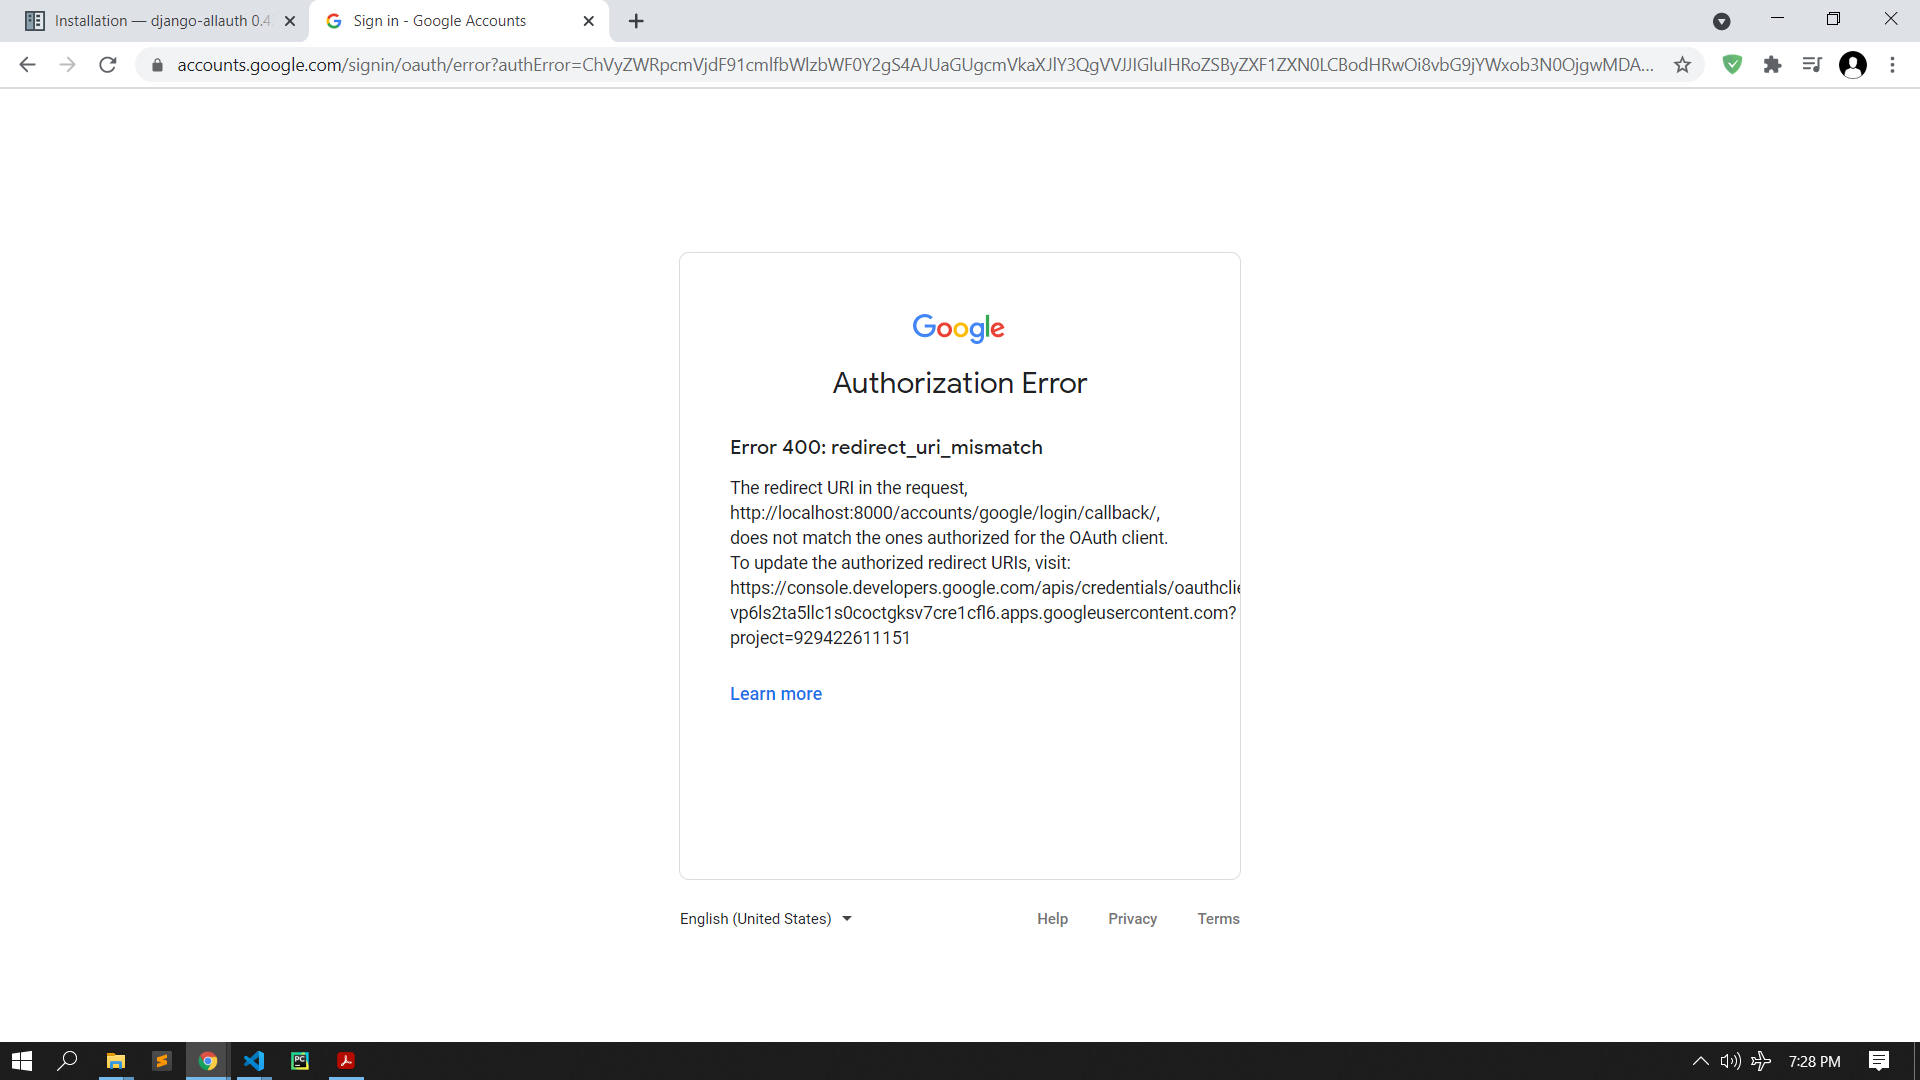 Installation — django-allauth 0.4
Sign in - Google Accounts
accounts.google.com/signin/oauth/error?authError=ChVyZWRpcmVjdF91cmlfbWlzbWF0Y2gS4AJUaGUgcmVkaXJlY3QgVVJJIGluIHRoZSByZXF1ZXN0LCBodHRwOi8vbG9jYWxob3N0OjgwMDA...
Google
Authorization Error
Error 400: redirect_uri_mismatch
The redirect URI in the request,
http://localhost:8000/accounts/google/login/callback/,
does not match the ones authorized for the OAuth client.
To update the authorized redirect URIs, visit:
https://console.developers.google.com/apis/credentials/oauthclie
vp6ls2ta5llc1s0coctgksv7cre1cfl6.apps.googleusercontent.com?
project=929422611151
Learn more
English (United States)
Help
Privacy
Terms
PC
7:28 PM